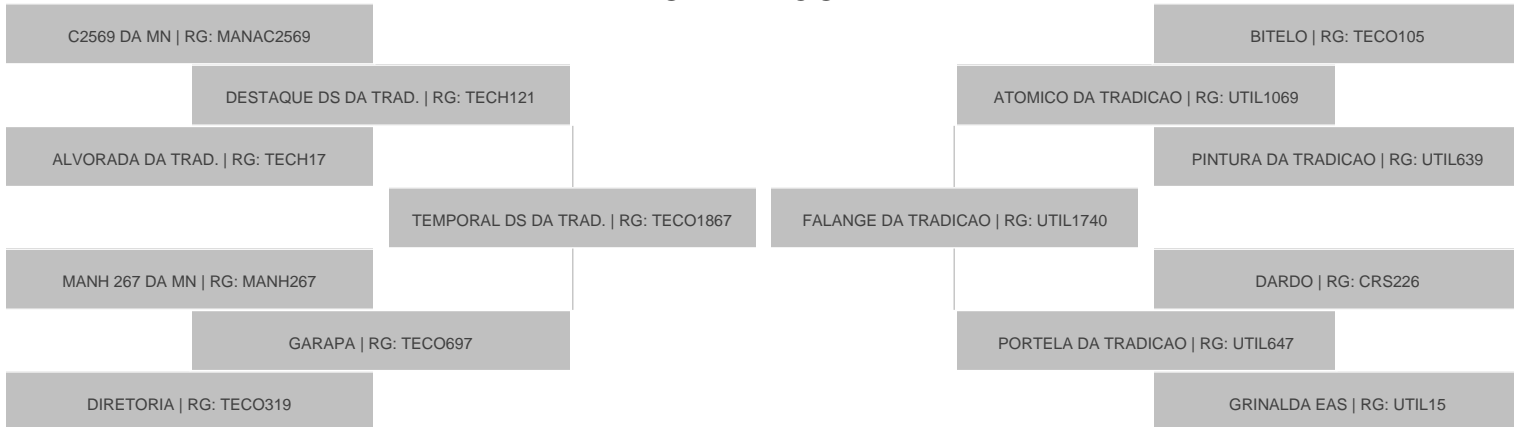 C2569 DA MN | RG: MANAC2569
BITELO | RG: TECO105
DESTAQUE DS DA TRAD. | RG: TECH121
ATOMICO DA TRADICAO | RG: UTIL1069
ALVORADA DA TRAD. | RG: TECH17
PINTURA DA TRADICAO | RG: UTIL639
TEMPORAL DS DA TRAD. | RG: TECO1867
FALANGE DA TRADICAO | RG: UTIL1740
MANH 267 DA MN | RG: MANH267
DARDO | RG: CRS226
GARAPA | RG: TECO697
PORTELA DA TRADICAO | RG: UTIL647
DIRETORIA | RG: TECO319
GRINALDA EAS | RG: UTIL15